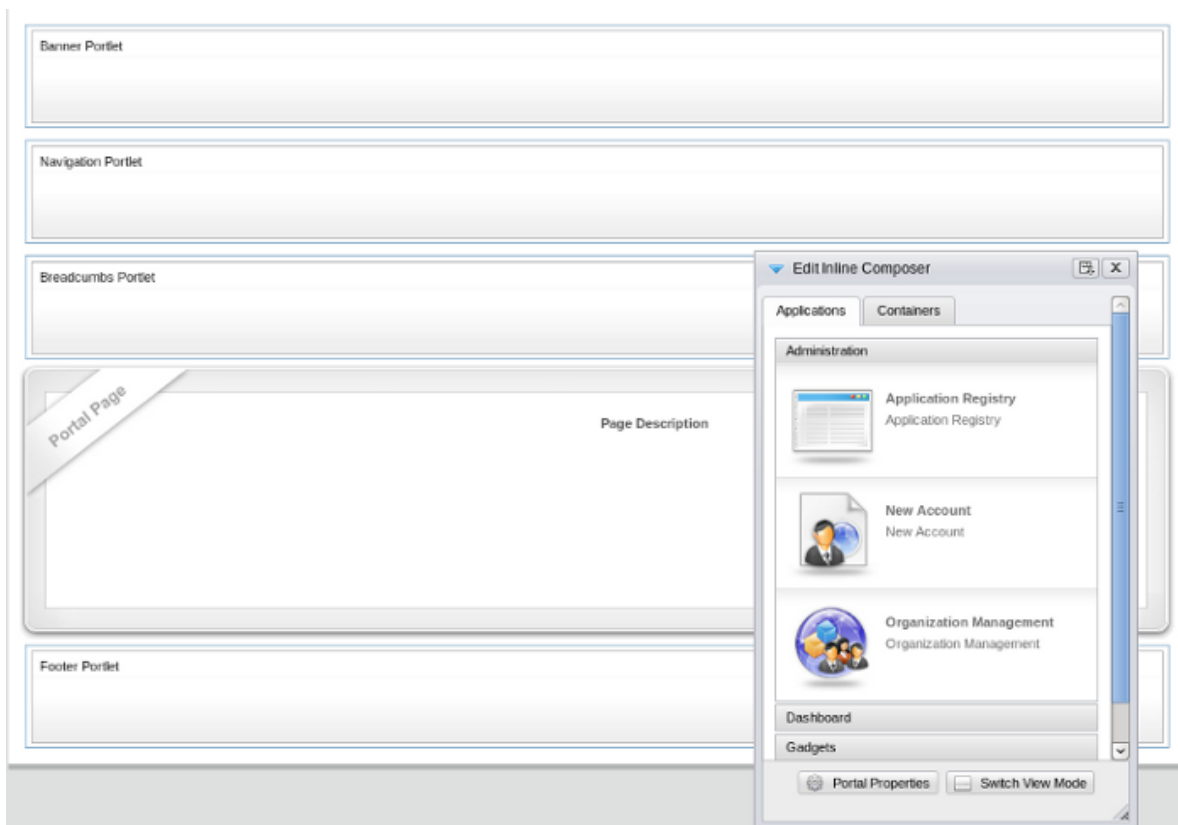 Banner Portlet
Navigation Portlet
Breadcumbs Portlet
Portal Page
Page Description
Footer Portlet
Edit Inline Composer
Applications
Containers
Administration
Application Registry
Application Registry
New Account
New Account
Organization Management
Organization Management
Dashboard
Gadgets
Portal Properties
Switch View Mode